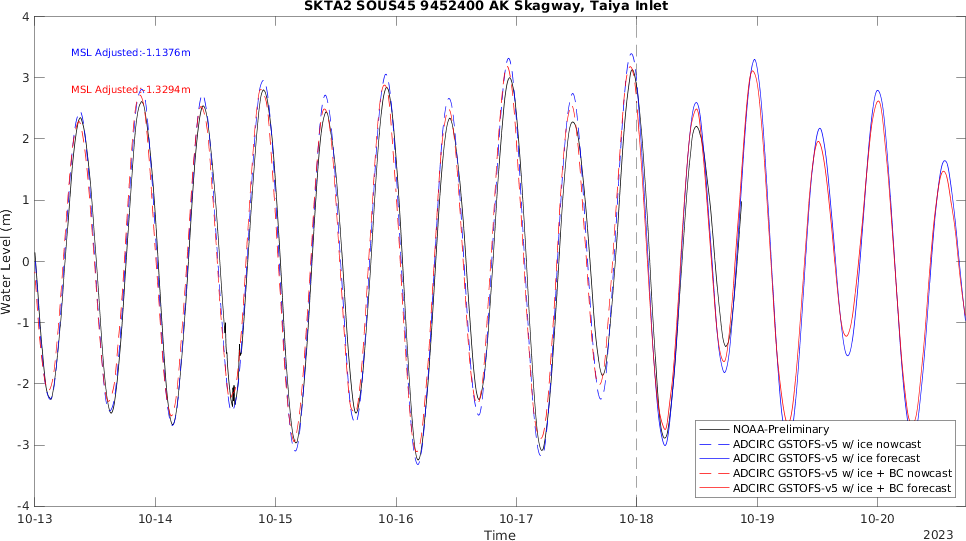 SKTA2 SOUS45 9452400 AK Skagway, Taiya Inlet
MSL Adjusted:-1.1376m
MSL Adjusted:-1.3294m
4
3
2
1
0
-1
-2
-3
-4
Water Level (m)
10-13 10-14 10-15 10-16 10-17 10-18 10-19 10-20
Time
2023
NOAA-Preliminary
ADCIRC GSTOFS-v5 w/ ice nowcast
ADCIRC GSTOFS-v5 w/ ice forecast
ADCIRC GSTOFS-v5 w/ ice + BC nowcast
ADCIRC GSTOFS-v5 w/ ice + BC forecast